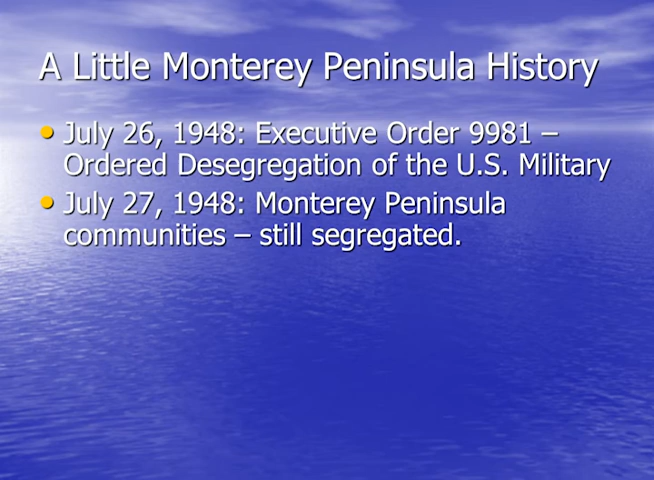 A Little Monterey Peninsula History
• July 26, 1948: Executive Order 9981 –
Ordered Desegregation of the U.S. Military
• July 27, 1948: Monterey Peninsula
communities – still segregated.